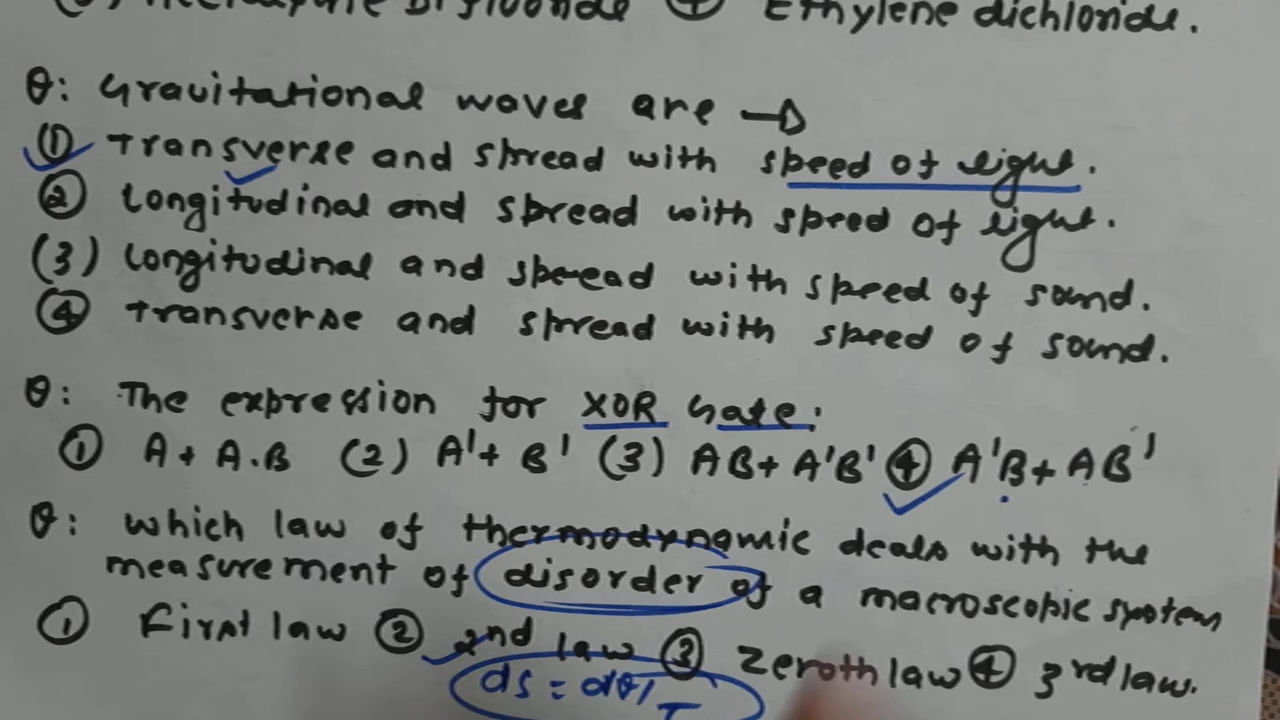 Ethylene dichloride.
Q: Gravitational waves are →
① Transverse and spread with speed of light.
② Longitudinal and spread with speed of light.
(3) Longitudinal and spread with speed of sound.
④ Transverse and spread with speed of sound.
Q: The expression for XOR Gate:
① A + A.B (2) A' + B' (3) AB + A'B' ④ A'B + AB'
Q: which law of thermodynamic deals with the
measurement of disorder of a macroscopic system
① First law ② 2nd law ③ Zeroth law ④ 3rd law.
ds = dθ/T